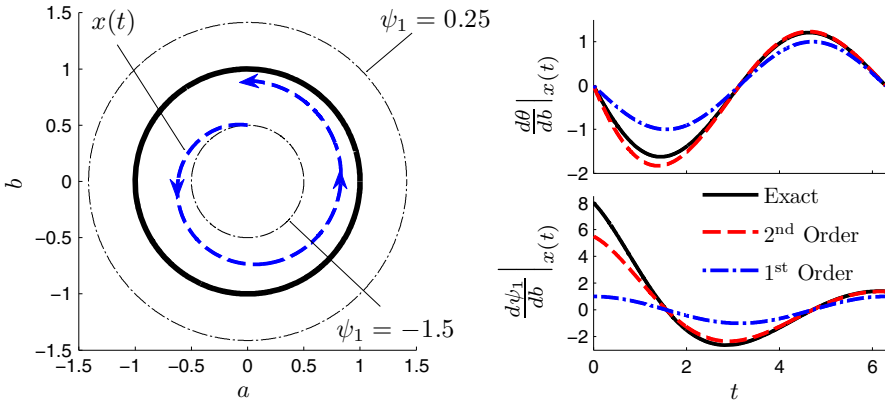 x(t)
ψ₁ = 0.25
1.5
1
0.5
0
−0.5
−1
−1.5
b
−1.5
−1
−0.5
0
0.5
1
1.5
a
ψ₁ = −1.5
1
0
−1
−2
dθ/db|ₓ₍ₜ₎
8
6
4
2
0
−2
dψ₁/db|ₓ₍ₜ₎
Exact
2nd Order
1st Order
0
2
4
6
t